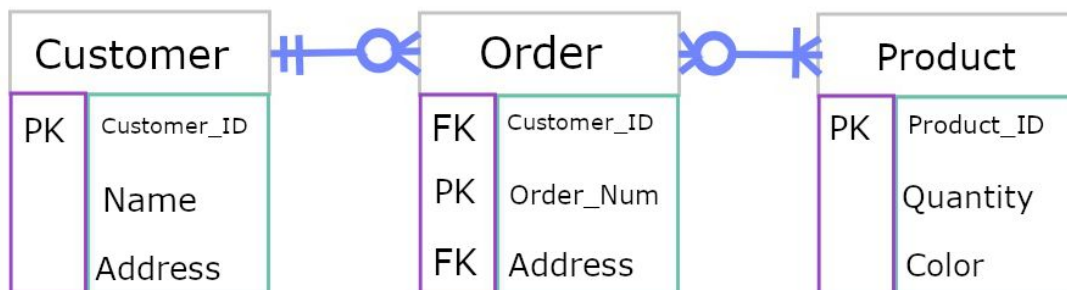 Customer
PK Customer_ID
Name
Address
Order
FK Customer_ID
PK Order_Num
FK Address
Product
PK Product_ID
Quantity
Color